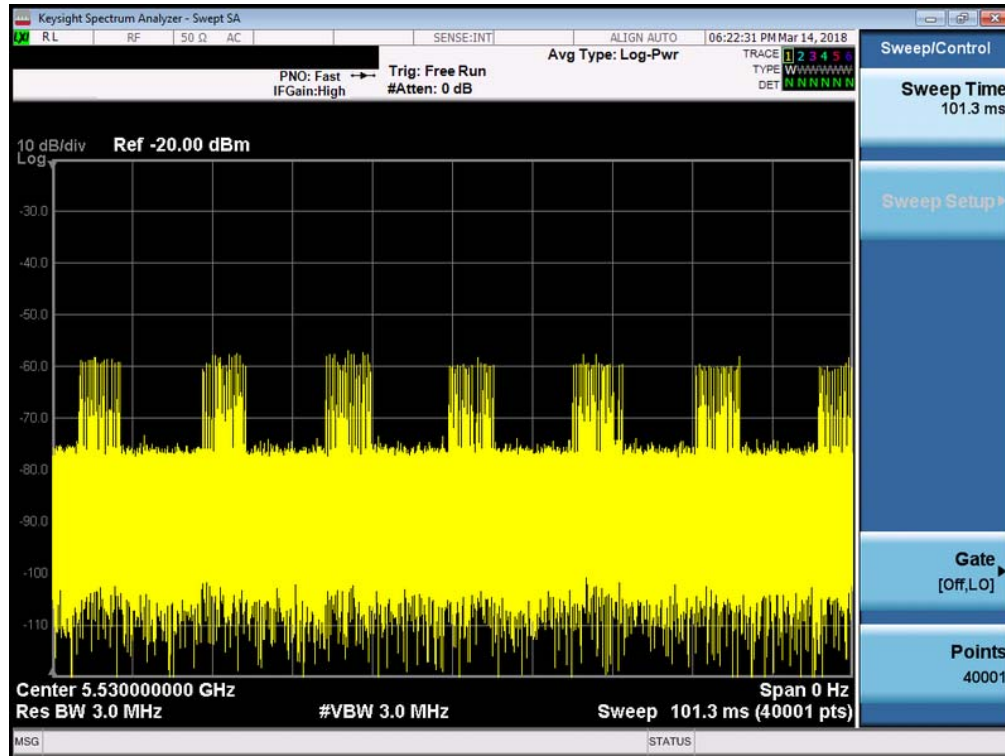 Keysight Spectrum Analyzer - Swept SA
LXI RL RF 50 Ω AC SENSE:INT ALIGN AUTO 06:22:31 PM Mar 14, 2018
Sweep/Control
Avg Type: Log-Pwr TRACE 1 2 3 4 5 6
PNO: Fast Trig: Free Run TYPE WWWWWW
IFGain:High #Atten: 0 dB DET N N N N N N
Sweep Time
101.3 ms
10 dB/div Ref -20.00 dBm
Log
Sweep Setup
-30.0
-40.0
-50.0
-60.0
-70.0
-80.0
-90.0
-100
-110
Gate
[Off,LO]
Points
40001
Center 5.530000000 GHz Span 0 Hz
Res BW 3.0 MHz #VBW 3.0 MHz Sweep 101.3 ms (40001 pts)
MSG STATUS